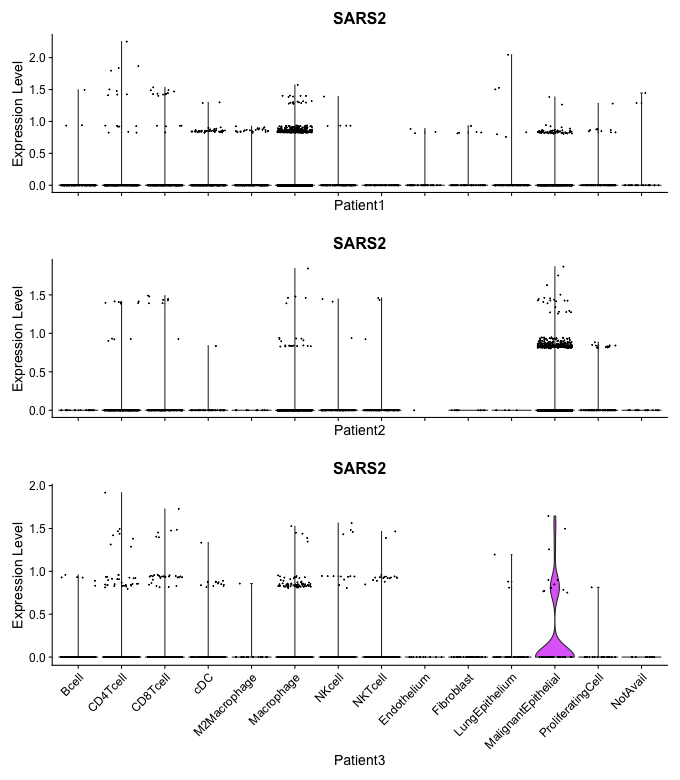 SARS2
Expression Level
2.0
1.5
1.0
0.5
0.0
Patient1
SARS2
Expression Level
1.5
1.0
0.5
0.0
Patient2
SARS2
Expression Level
2.0
1.5
1.0
0.5
0.0
Bcell
CD4Tcell
CD8Tcell
cDC
M2Macrophage
Macrophage
NKcell
NKTcell
Endothelium
Fibroblast
LungEpithelium
MalignantEpithelial
ProliferatingCell
NotAvail
Patient3